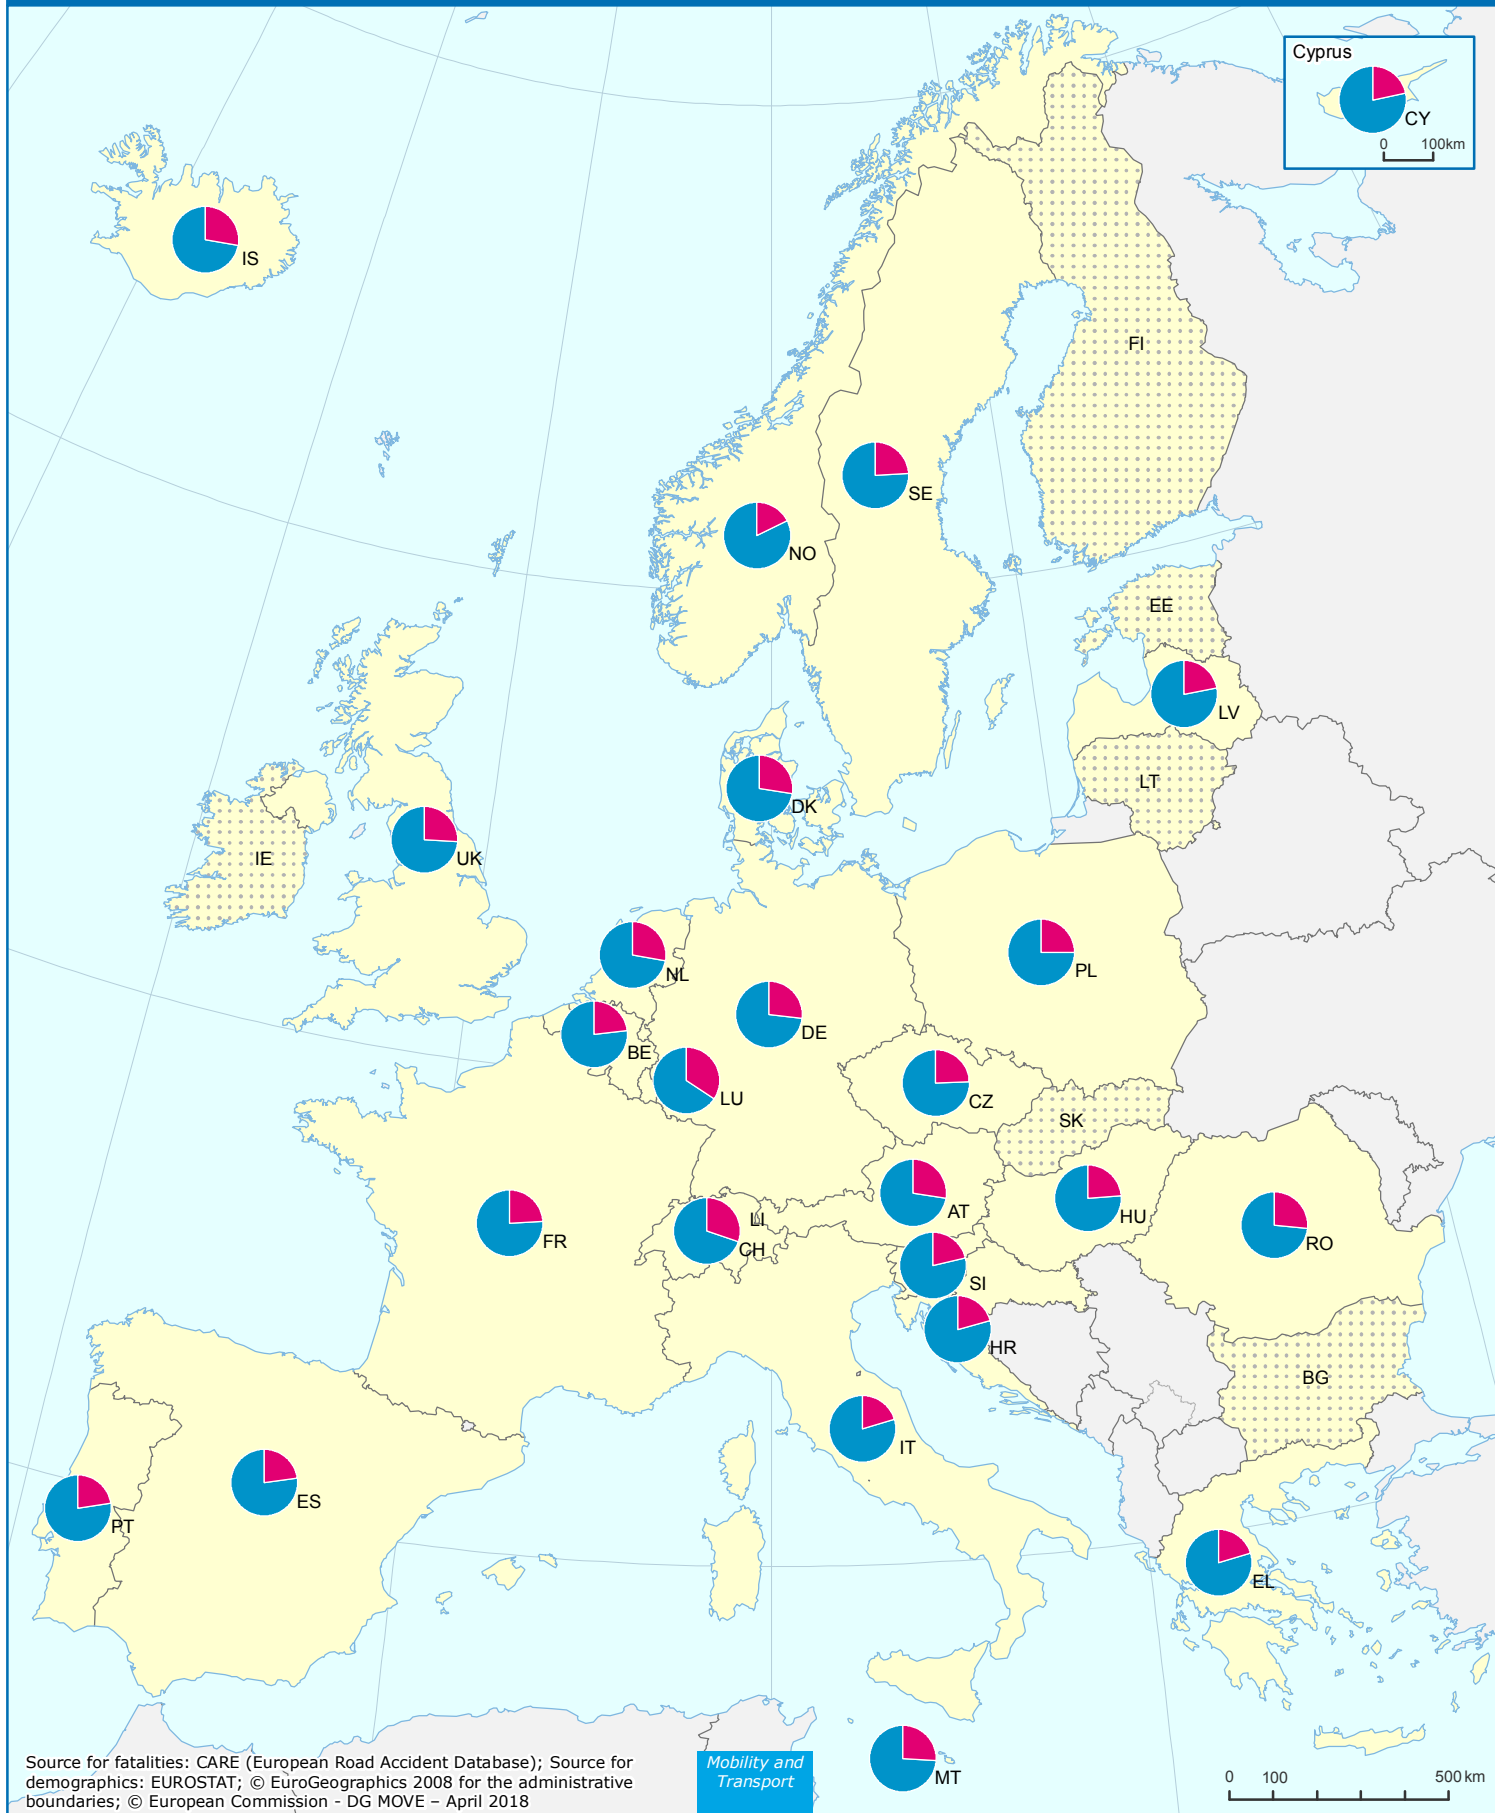 Cyprus
CY
0 100km
IS
FI
SE
NO
EE
LV
LT
DK
IE
UK
NL
PL
DE
BE
LU
CZ
SK
AT
HU
FR
LI
CH
RO
SI
HR
BG
IT
ES
PT
EL
MT
Source for fatalities: CARE (European Road Accident Database); Source for
demographics: EUROSTAT; © EuroGeographics 2008 for the administrative
boundaries; © European Commission - DG MOVE – April 2018
Mobility and
Transport
0 100 500 km